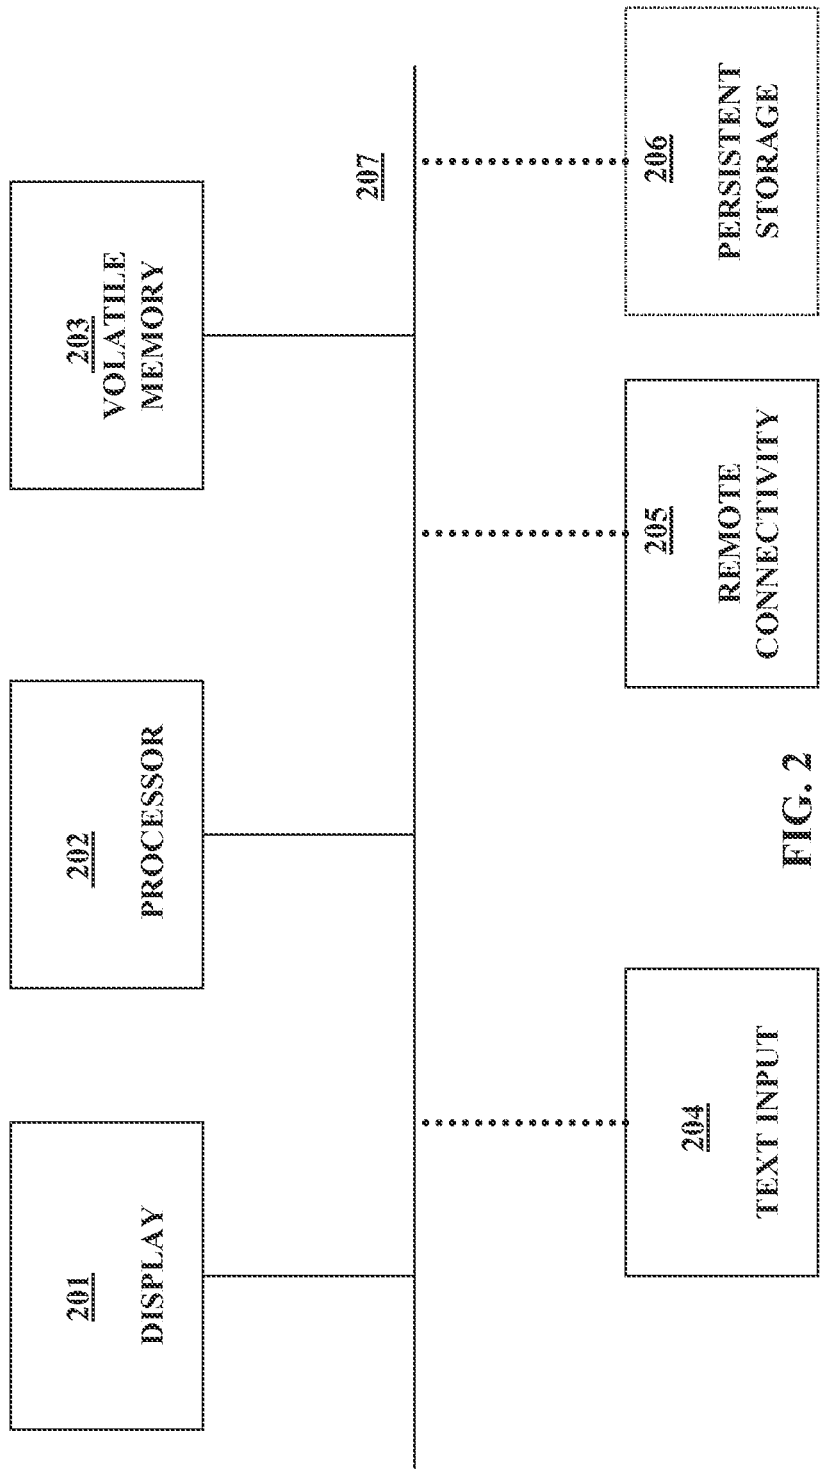 201
DISPLAY
202
PROCESSOR
203
VOLATILE
MEMORY
207
204
TEXT INPUT
205
REMOTE
CONNECTIVITY
206
PERSISTENT
STORAGE
FIG. 2